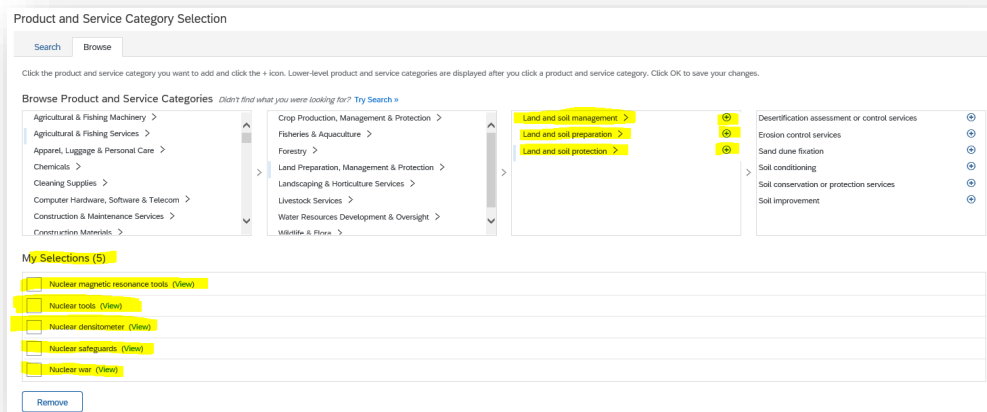 Product and Service Category Selection
Search Browse
Click the product and service category you want to add and click the + icon. Lower-level product and service categories are displayed after you click a product and service category. Click OK to save your changes.
Browse Product and Service Categories Didn't find what you were looking for? Try Search »
Agricultural & Fishing Machinery >
Agricultural & Fishing Services >
Apparel, Luggage & Personal Care >
Chemicals >
Cleaning Supplies >
Computer Hardware, Software & Telecom >
Construction & Maintenance Services >
Construction Materials >
>
Crop Production, Management & Protection >
Fisheries & Aquaculture >
Forestry >
Land Preparation, Management & Protection >
Landscaping & Horticulture Services >
Livestock Services >
Water Resources Development & Oversight >
Wildlife & Flora >
>
Land and soil management >
Land and soil preparation >
Land and soil protection >
>
Desertification assessment or control services
Erosion control services
Sand dune fixation
Soil conditioning
Soil conservation or protection services
Soil improvement
My Selections (5)
Nuclear magnetic resonance tools (View)
Nuclear tools (View)
Nuclear densitometer (View)
Nuclear safeguards (View)
Nuclear war (View)
Remove